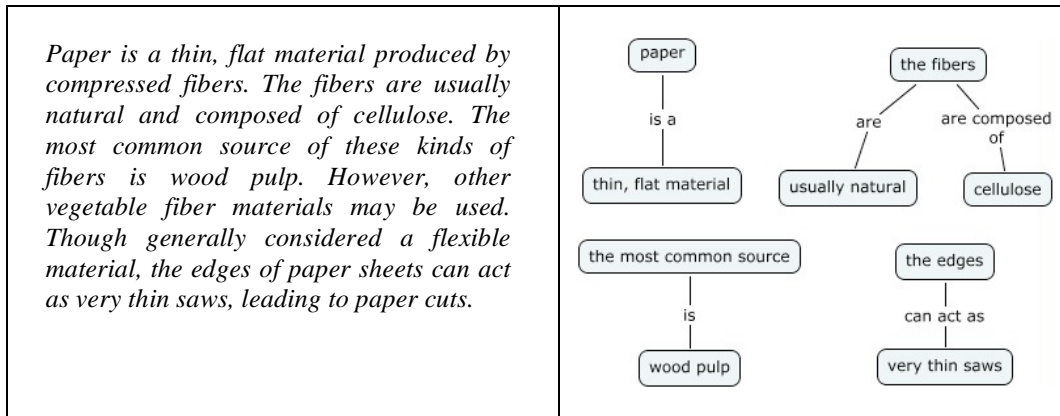 Paper is a thin, flat material produced by
compressed fibers. The fibers are usually
natural and composed of cellulose. The
most common source of these kinds of
fibers is wood pulp. However, other
vegetable fiber materials may be used.
Though generally considered a flexible
material, the edges of paper sheets can act
as very thin saws, leading to paper cuts.
paper
is a
thin, flat material
the fibers
are
are composed
of
usually natural
cellulose
the most common source
is
wood pulp
the edges
can act as
very thin saws